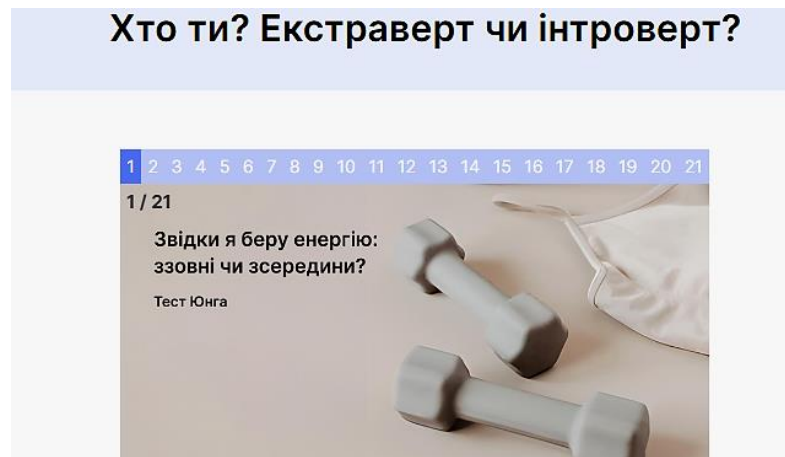 Хто ти? Екстраверт чи інтроверт?
1 2 3 4 5 6 7 8 9 10 11 12 13 14 15 16 17 18 19 20 21
1 / 21
Звідки я беру енергію:
ззовні чи зсередини?
Тест Юнга